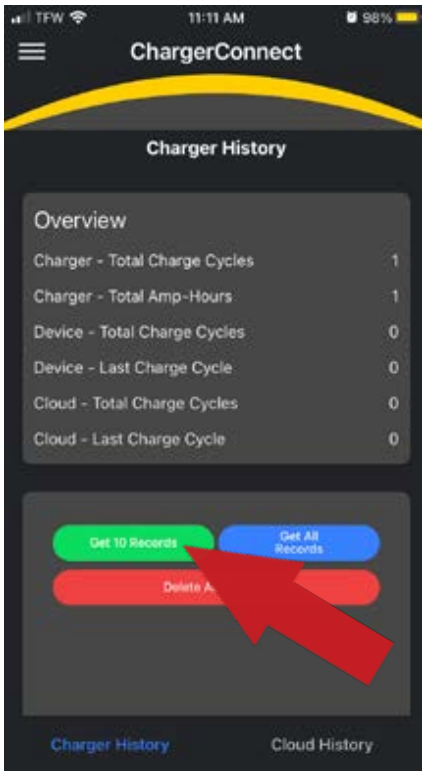 TFW 11:11 AM 98%
ChargerConnect
Charger History
Overview
Charger - Total Charge Cycles 1
Charger - Total Amp-Hours 1
Device - Total Charge Cycles 0
Device - Last Charge Cycle 0
Cloud - Total Charge Cycles 0
Cloud - Last Charge Cycle 0
Get 10 Records
Get All
Records
Delete
Charger History Cloud History